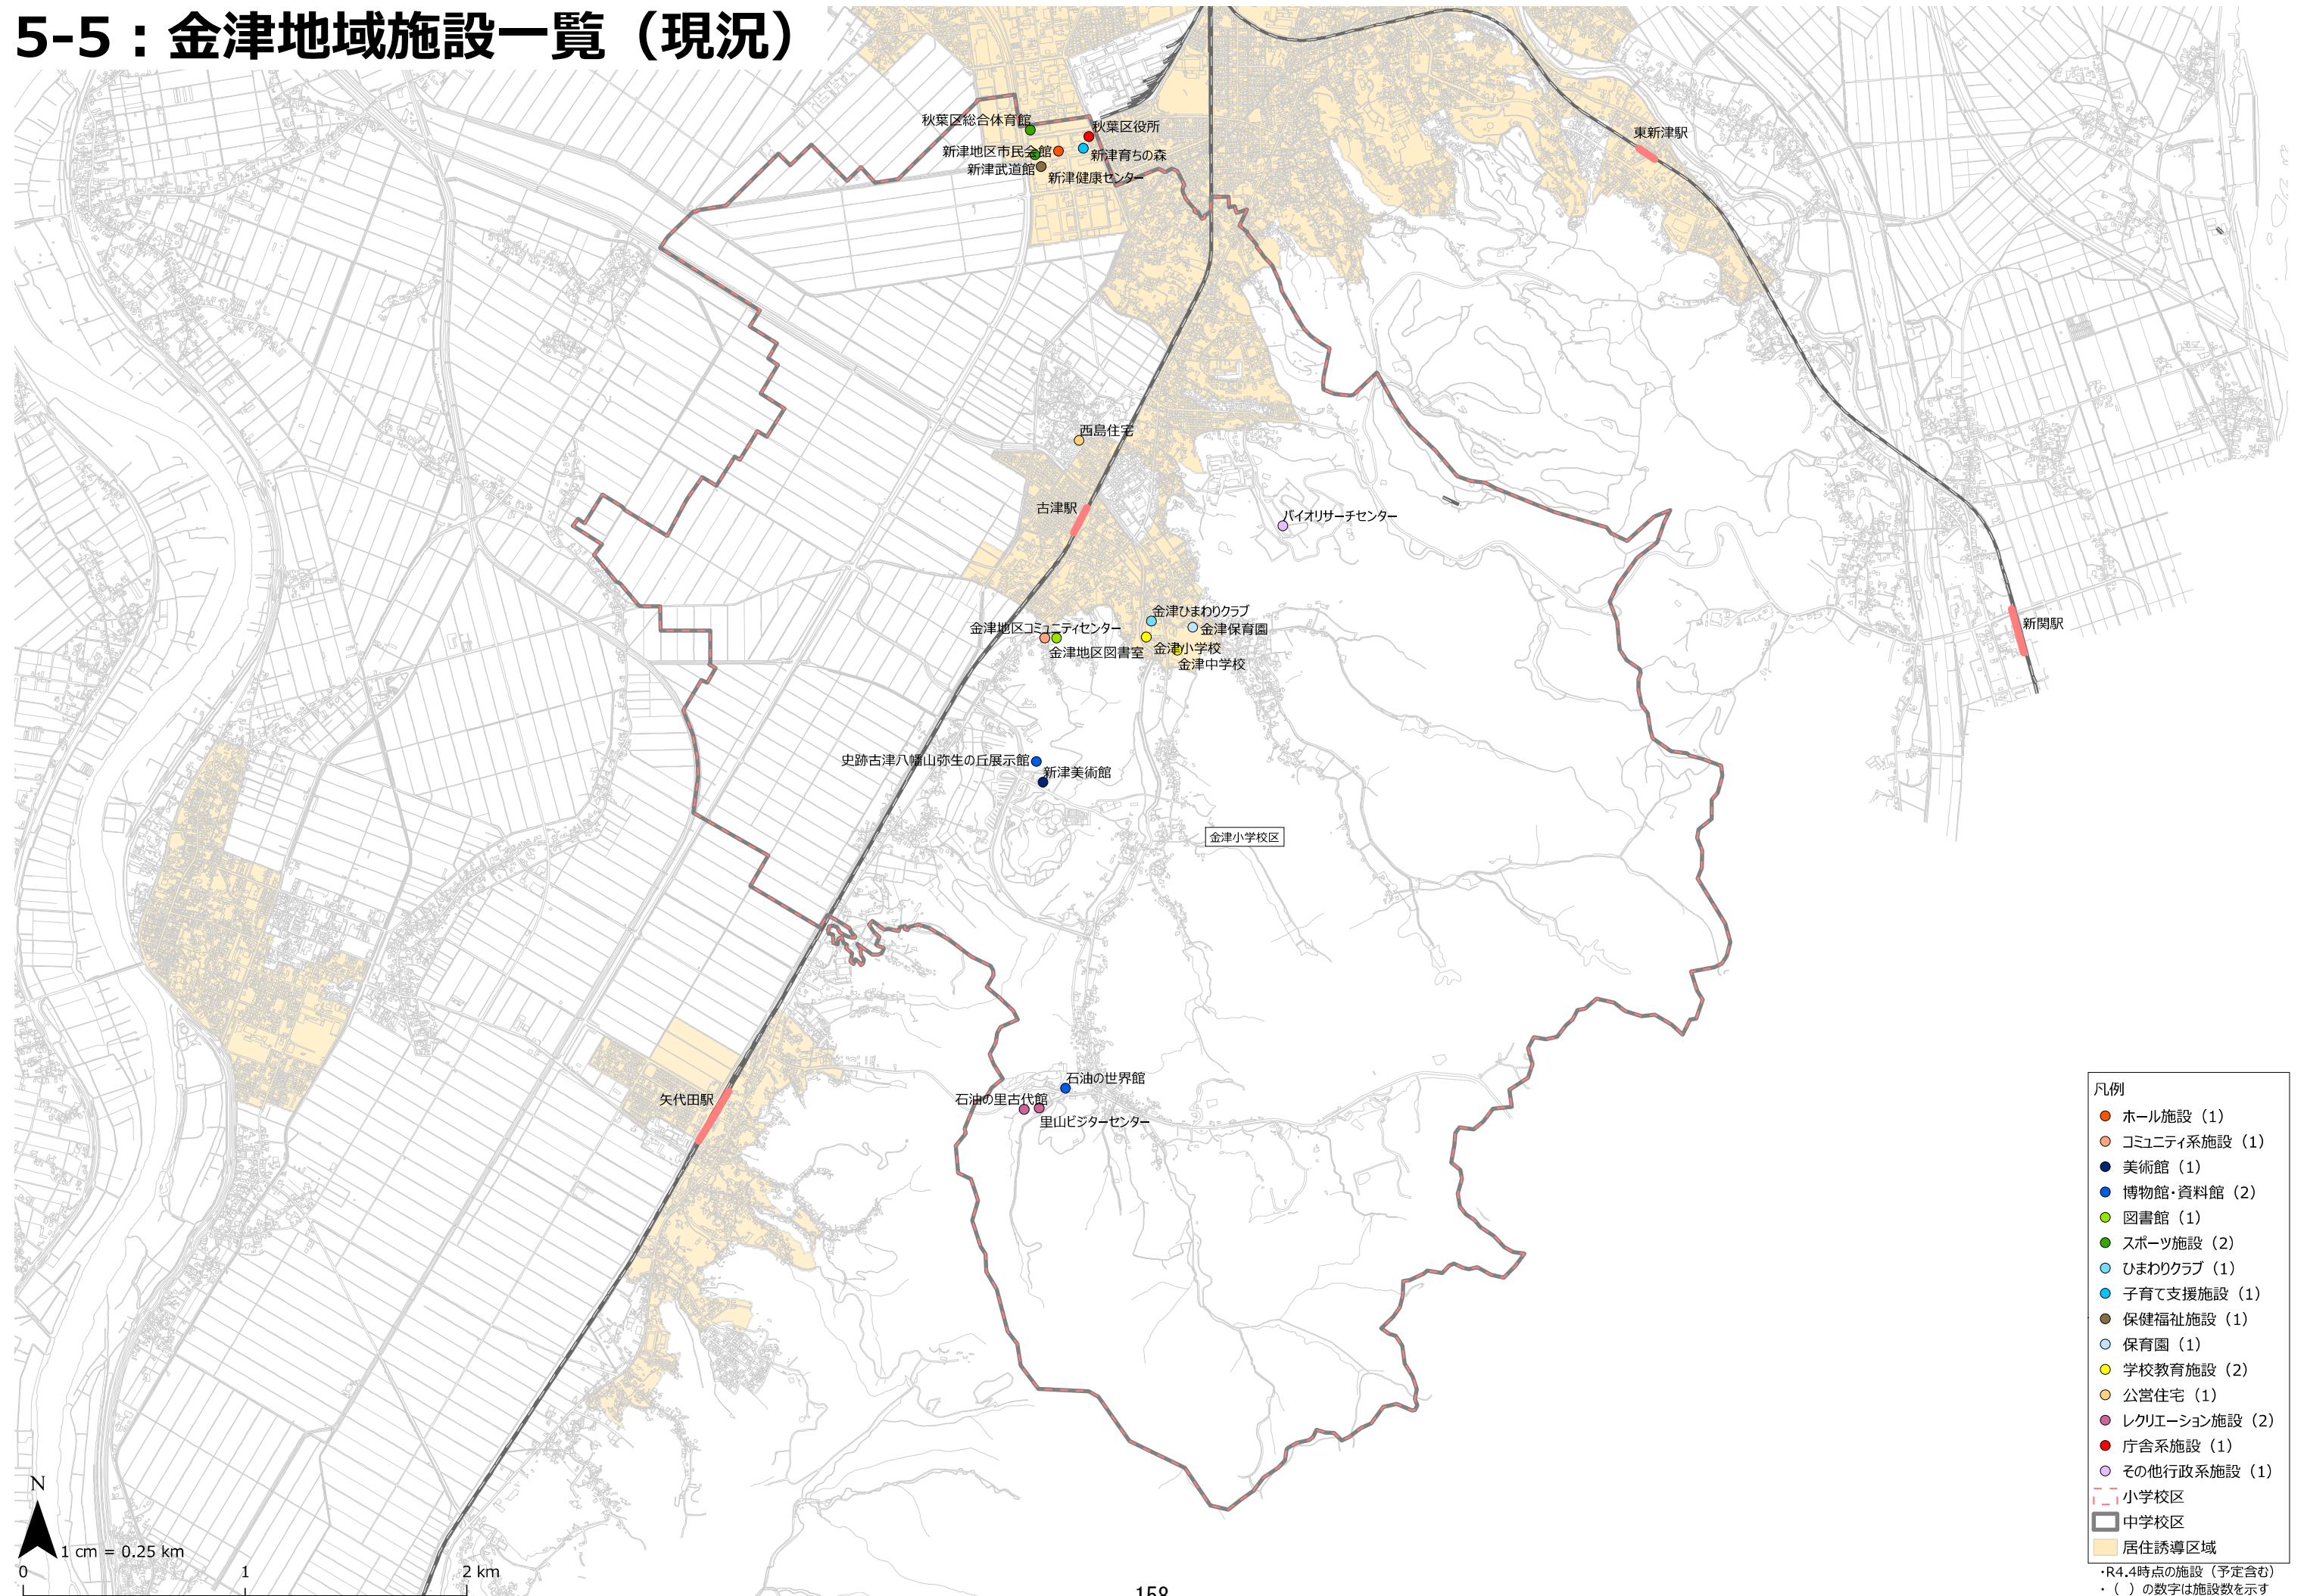 5-5：金津地域施設一覧（現況）
秋葉区総合体育館
秋葉区役所
新津地区市民会館
新津育ちの森
新津武道館
新津健康センター
東新津駅
西島住宅
古津駅
バイオリサーチセンター
金津ひまわりクラブ
金津保育園
新関駅
金津地区コミュニティセンター
金津地区図書室
金津小学校
金津中学校
史跡古津八幡山弥生の丘展示館
新津美術館
金津小学校区
矢代田駅
石油の世界館
石油の里古代館
里山ビジターセンター
凡例
ホール施設（1）
コミュニティ系施設（1）
美術館（1）
博物館・資料館（2）
図書館（1）
スポーツ施設（2）
ひまわりクラブ（1）
子育て支援施設（1）
保健福祉施設（1）
保育園（1）
学校教育施設（2）
公営住宅（1）
レクリエーション施設（2）
庁舎系施設（1）
その他行政系施設（1）
小学校区
中学校区
居住誘導区域
・R4.4時点の施設（予定含む）
・（ ）の数字は施設数を示す
N
1 cm = 0.25 km
0 1 2 km
158